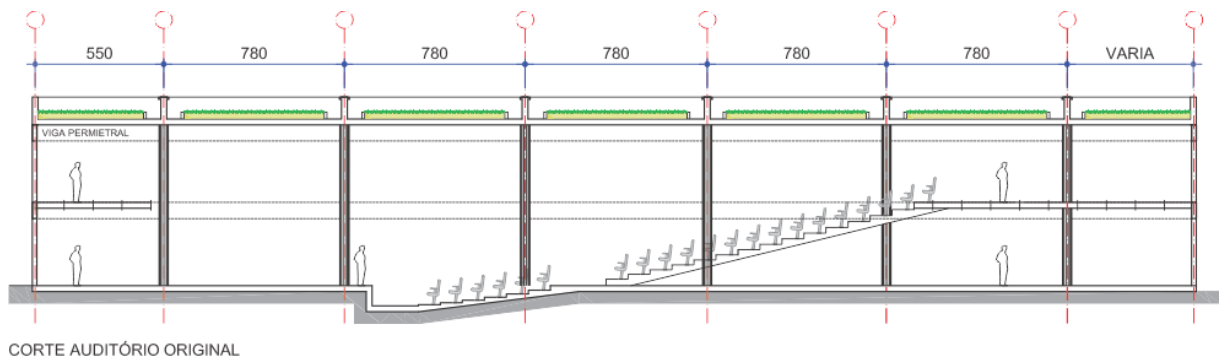 550 780 780 780 780 780 VARIA
VIGA PERMIETRAL
CORTE AUDITÓRIO ORIGINAL